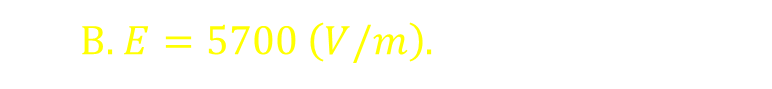 B. E = 5700 (V/m).